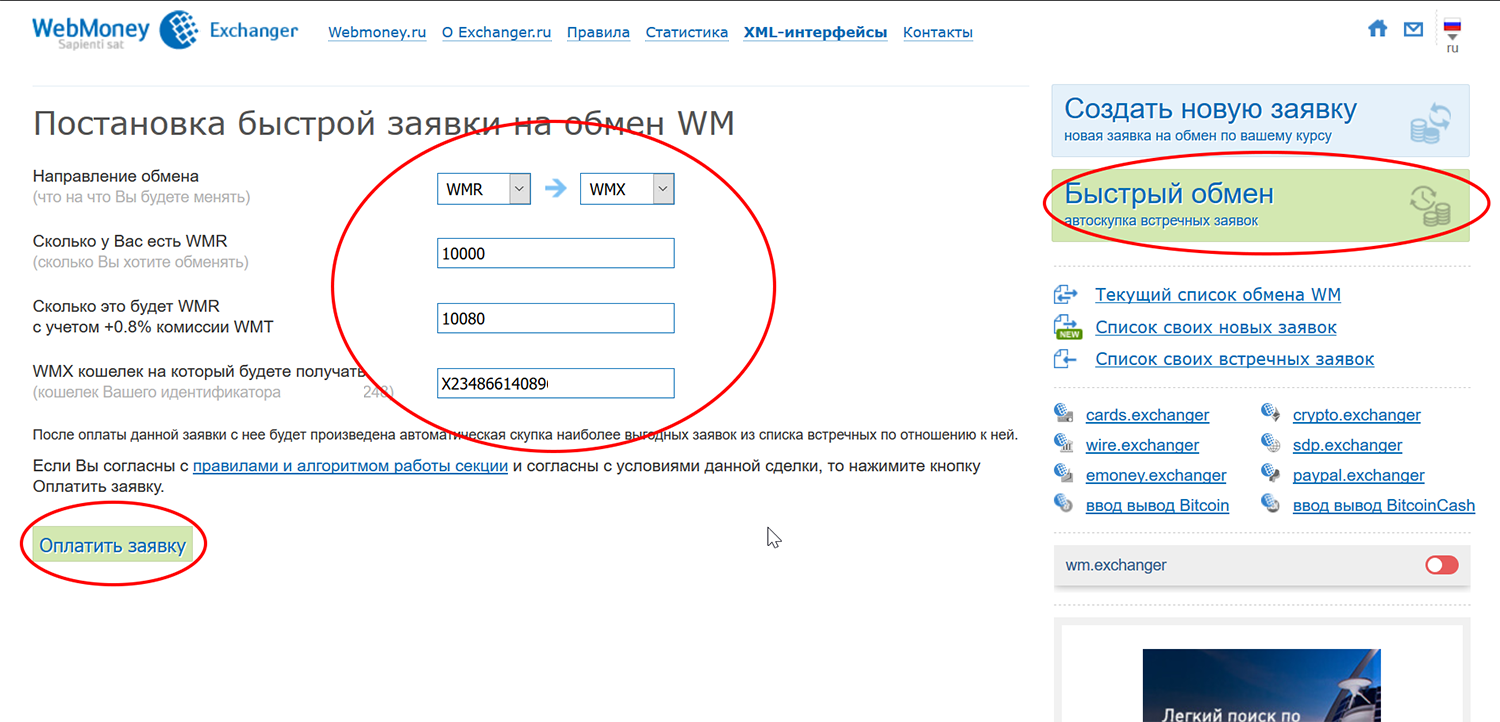 WebMoney Exchanger
Sapienti sat
Webmoney.ru О Exchanger.ru Правила Статистика XML-интерфейсы Контакты
ru
Постановка быстрой заявки на обмен WM
Направление обмена
(что на что Вы будете менять)
WMR WMX
Сколько у Вас есть WMR
(сколько Вы хотите обменять)
10000
Сколько это будет WMR
с учетом +0.8% комиссии WMT
10080
WMX кошелек на который будете получать
(кошелек Вашего идентификатора 248)
X23486614089
После оплаты данной заявки с нее будет произведена автоматическая скупка наиболее выгодных заявок из списка встречных по отношению к ней.
Если Вы согласны с правилами и алгоритмом работы секции и согласны с условиями данной сделки, то нажимите кнопку
Оплатить заявку.
Оплатить заявку
Создать новую заявку
новая заявка на обмен по вашему курсу
Быстрый обмен
автоскупка встречных заявок
Текущий список обмена WM
NEW
Список своих новых заявок
Список своих встречных заявок
cards.exchanger crypto.exchanger
wire.exchanger sdp.exchanger
emoney.exchanger paypal.exchanger
ввод вывод Bitcoin ввод вывод BitcoinCash
wm.exchanger
Легкий поиск по